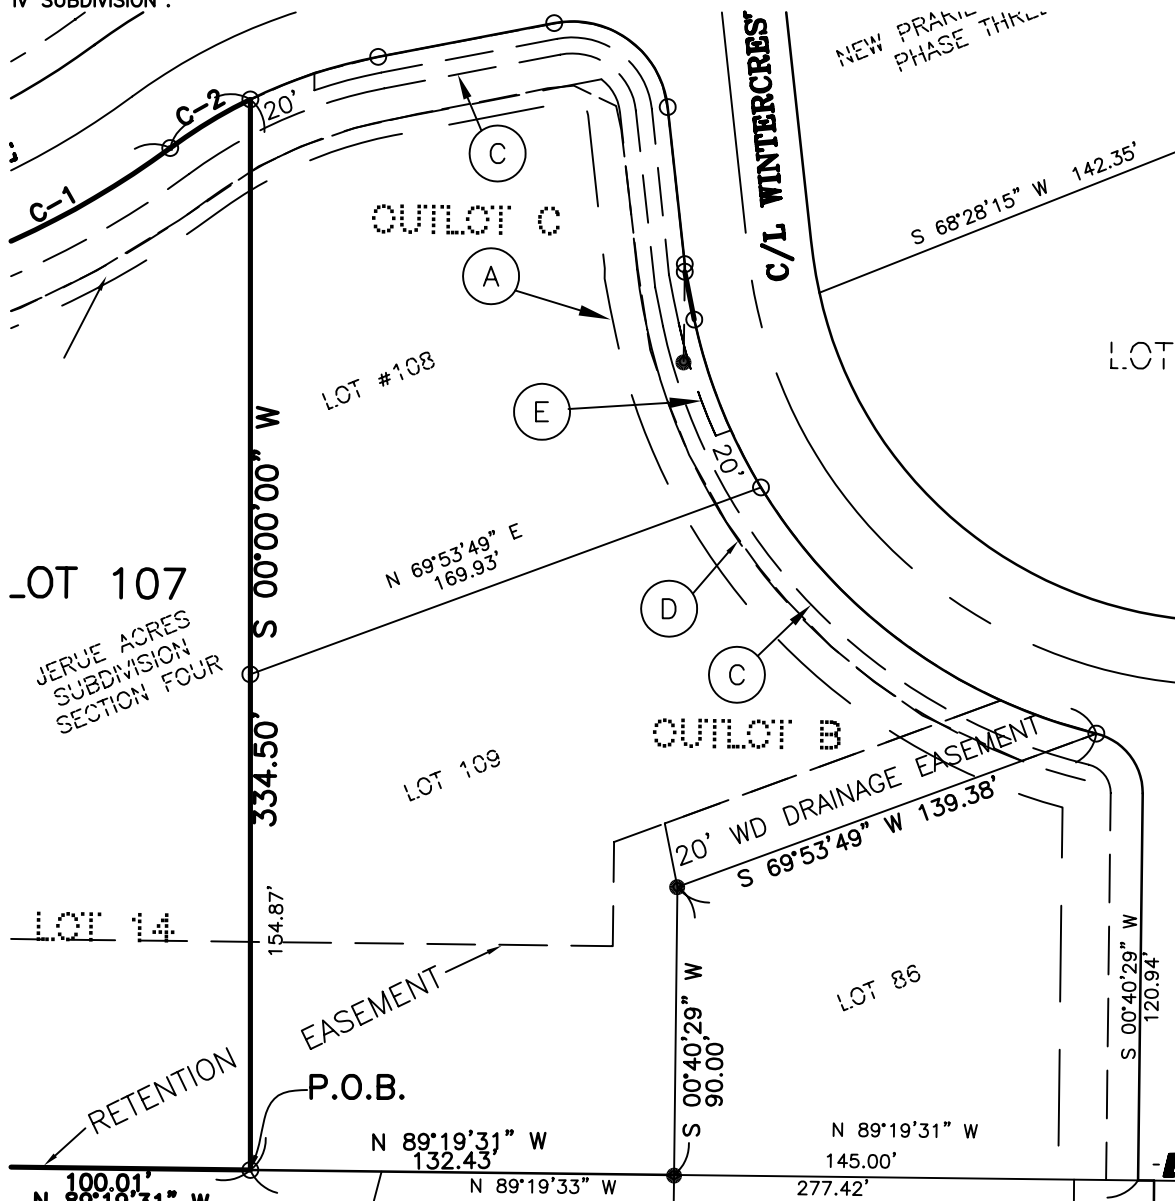 IV SUBDIVISION .
NEW
PHASE
C/L WINTERCREST
C-2
20'
C-1
C
OUTLOT C
S 68°28'15" W 142.35'
A
LOT #108
LOT
E
S 00°00'00" W
20'
N 69°53'49" E
169.93'
LOT 107
JERUE ACRES
SUBDIVISION
SECTION FOUR
D
C
OUTLOT B
334.50'
LOT 109
20' WD DRAINAGE EASEMENT
S 69°53'49" W 139.38'
LOT 14
154.87'
LOT 86
S 00°40'29" W
120.94'
EASEMENT
S 00°40'29" W
90.00'
RETENTION
P.O.B.
N 89°19'31" W
132.43'
N 89°19'31" W
145.00'
100.01'
N 89°19'31" W
N 89°19'33" W
277.42'